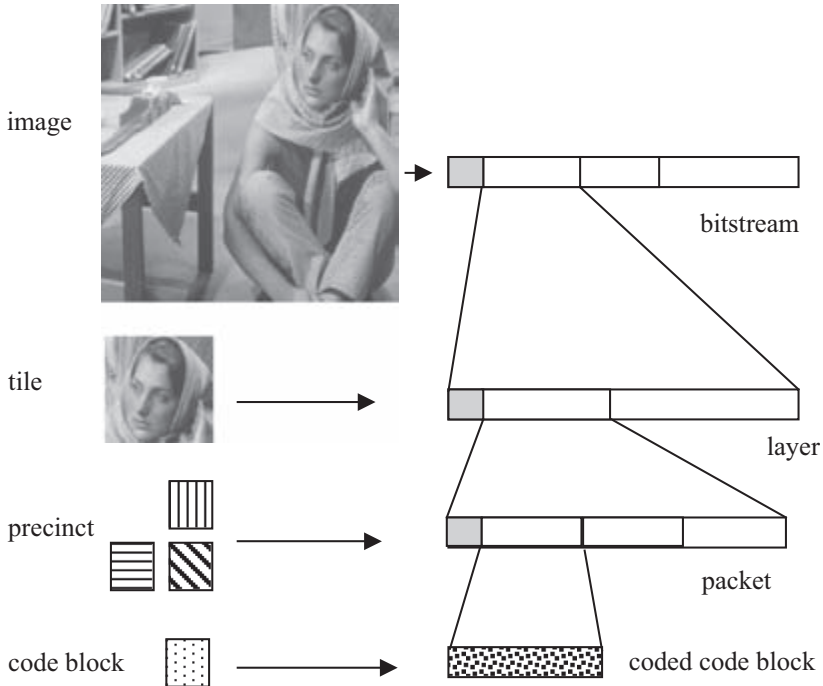 image
bitstream
tile
layer
precinct
packet
code block
coded code block